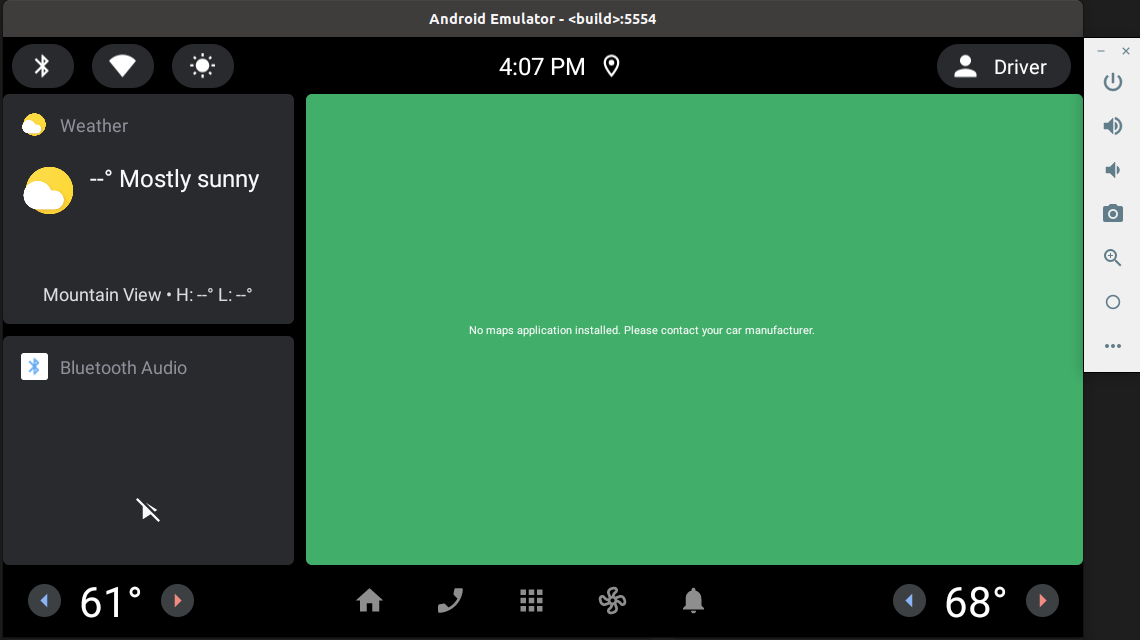 Android Emulator - <build>:5554
4:07 PM
Driver
Weather
--° Mostly sunny
Mountain View • H: --° L: --°
No maps application installed. Please contact your car manufacturer.
Bluetooth Audio
61°
68°